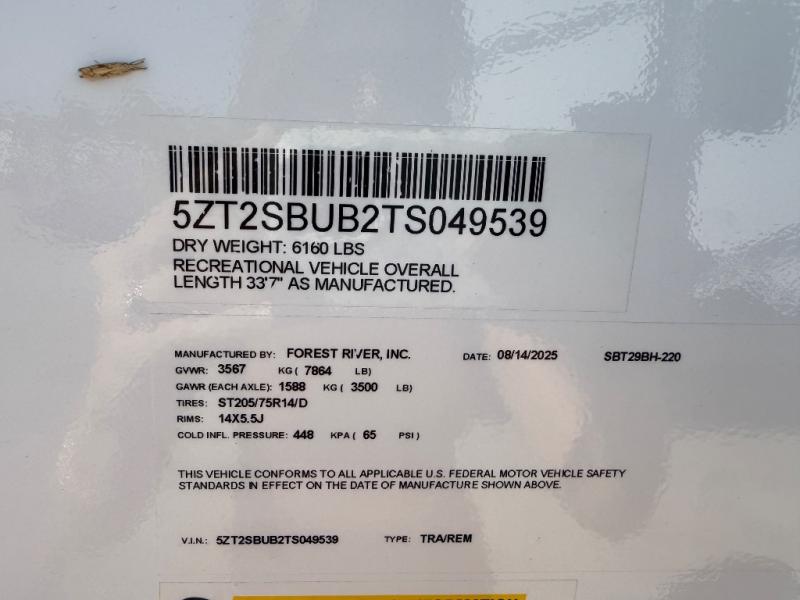 5ZT2SBUB2TS049539
DRY WEIGHT: 6160 LBS
RECREATIONAL VEHICLE OVERALL
LENGTH 33'7" AS MANUFACTURED.
MANUFACTURED BY: FOREST RIVER, INC. DATE: 08/14/2025 SBT29BH-220
GVWR: 3567 KG ( 7864 LB)
GAWR (EACH AXLE): 1588 KG ( 3500 LB)
TIRES: ST205/75R14/D
RIMS: 14X5.5J
COLD INFL. PRESSURE: 448 KPA ( 65 PSI )
THIS VEHICLE CONFORMS TO ALL APPLICABLE U.S. FEDERAL MOTOR VEHICLE SAFETY
STANDARDS IN EFFECT ON THE DATE OF MANUFACTURE SHOWN ABOVE.
V.I.N.: 5ZT2SBUB2TS049539 TYPE: TRA/REM